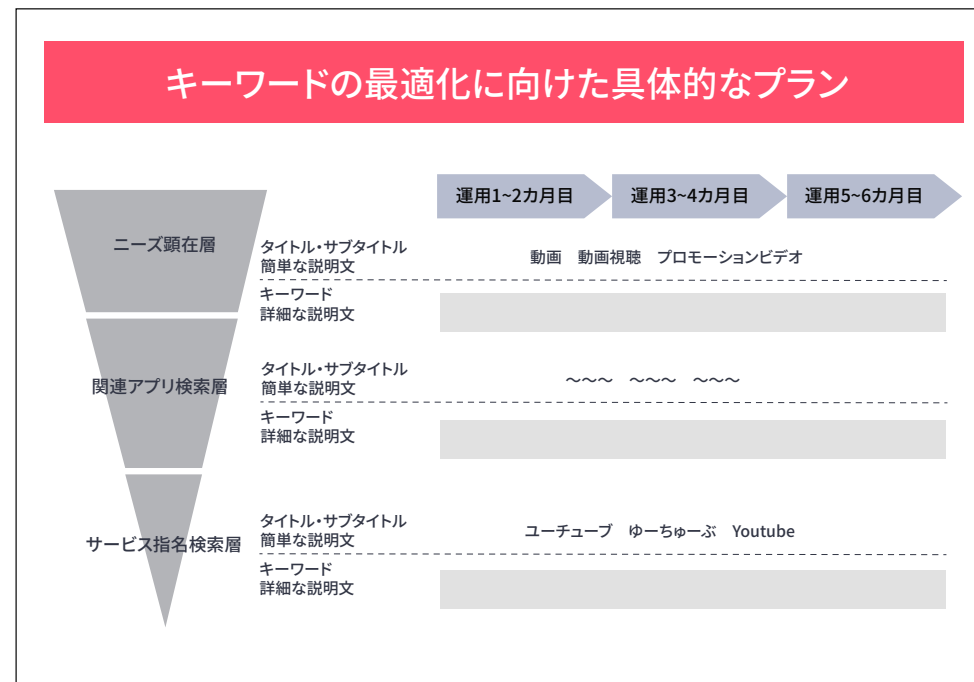 キーワードの最適化に向けた具体的なプラン
運用1~2カ月目
運用3~4カ月目
運用5~6カ月目
ニーズ顕在層
タイトル・サブタイトル
簡単な説明文
動画 動画視聴 プロモーションビデオ
キーワード
詳細な説明文
関連アプリ検索層
タイトル・サブタイトル
簡単な説明文
〜〜〜 〜〜〜 〜〜〜
キーワード
詳細な説明文
サービス指名検索層
タイトル・サブタイトル
簡単な説明文
ユーチューブ ゆーちゅーぶ Youtube
キーワード
詳細な説明文